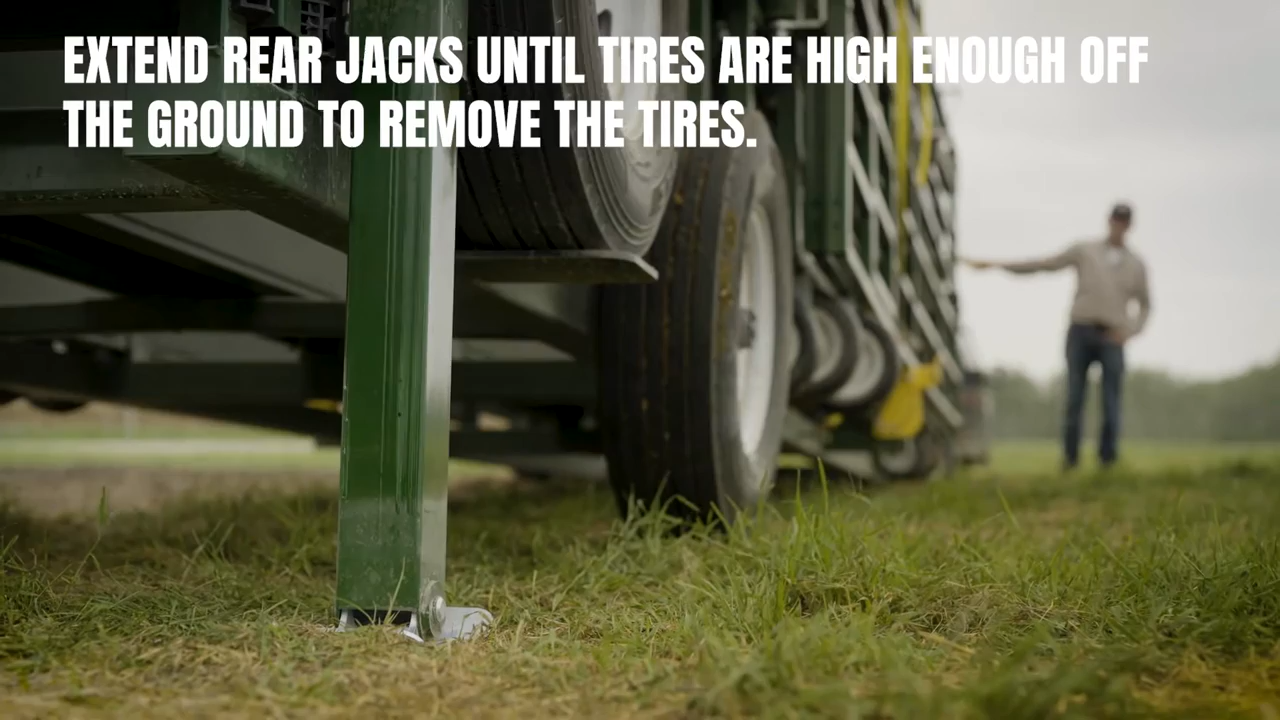 EXTEND REAR JACKS UNTIL TIRES ARE HIGH ENOUGH OFF
THE GROUND TO REMOVE THE TIRES.